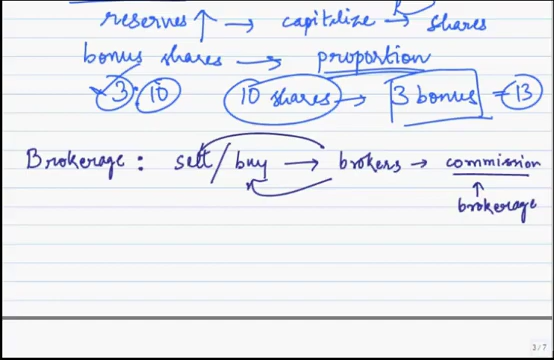 reserves ↑ → capitalize → shares
bonus shares → proportion
3:10 10 shares → 3 bonus = 13
Brokerage : sell/buy → brokers → commission
↑
brokerage
3/7